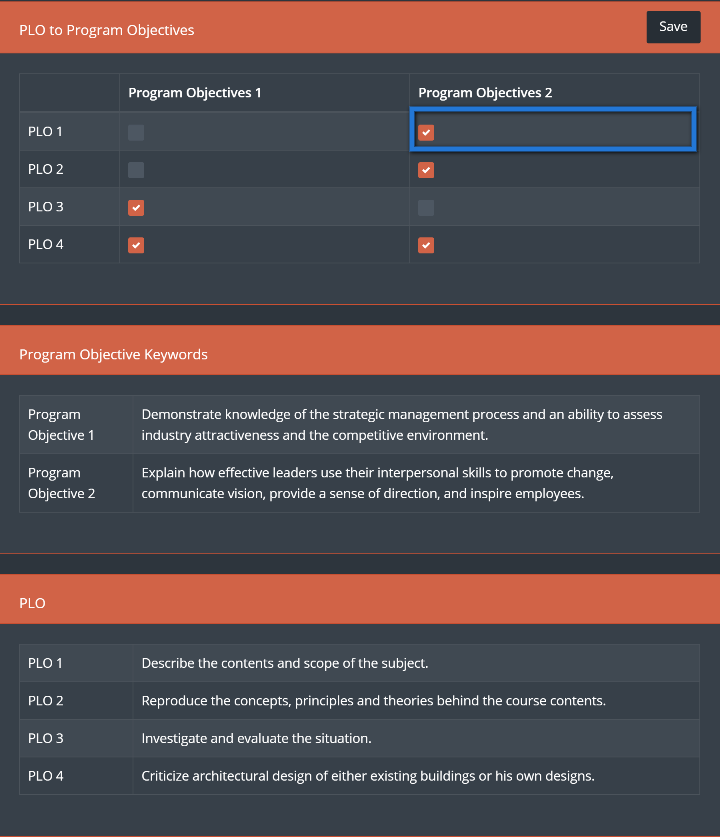 PLO to Program Objectives
Save
Program Objectives 1 Program Objectives 2
PLO 1
PLO 2
PLO 3
PLO 4
Program Objective Keywords
Program Objective 1
Demonstrate knowledge of the strategic management process and an ability to assess
industry attractiveness and the competitive environment.
Program Objective 2
Explain how effective leaders use their interpersonal skills to promote change,
communicate vision, provide a sense of direction, and inspire employees.
PLO
PLO 1 Describe the contents and scope of the subject.
PLO 2 Reproduce the concepts, principles and theories behind the course contents.
PLO 3 Investigate and evaluate the situation.
PLO 4 Criticize architectural design of either existing buildings or his own designs.